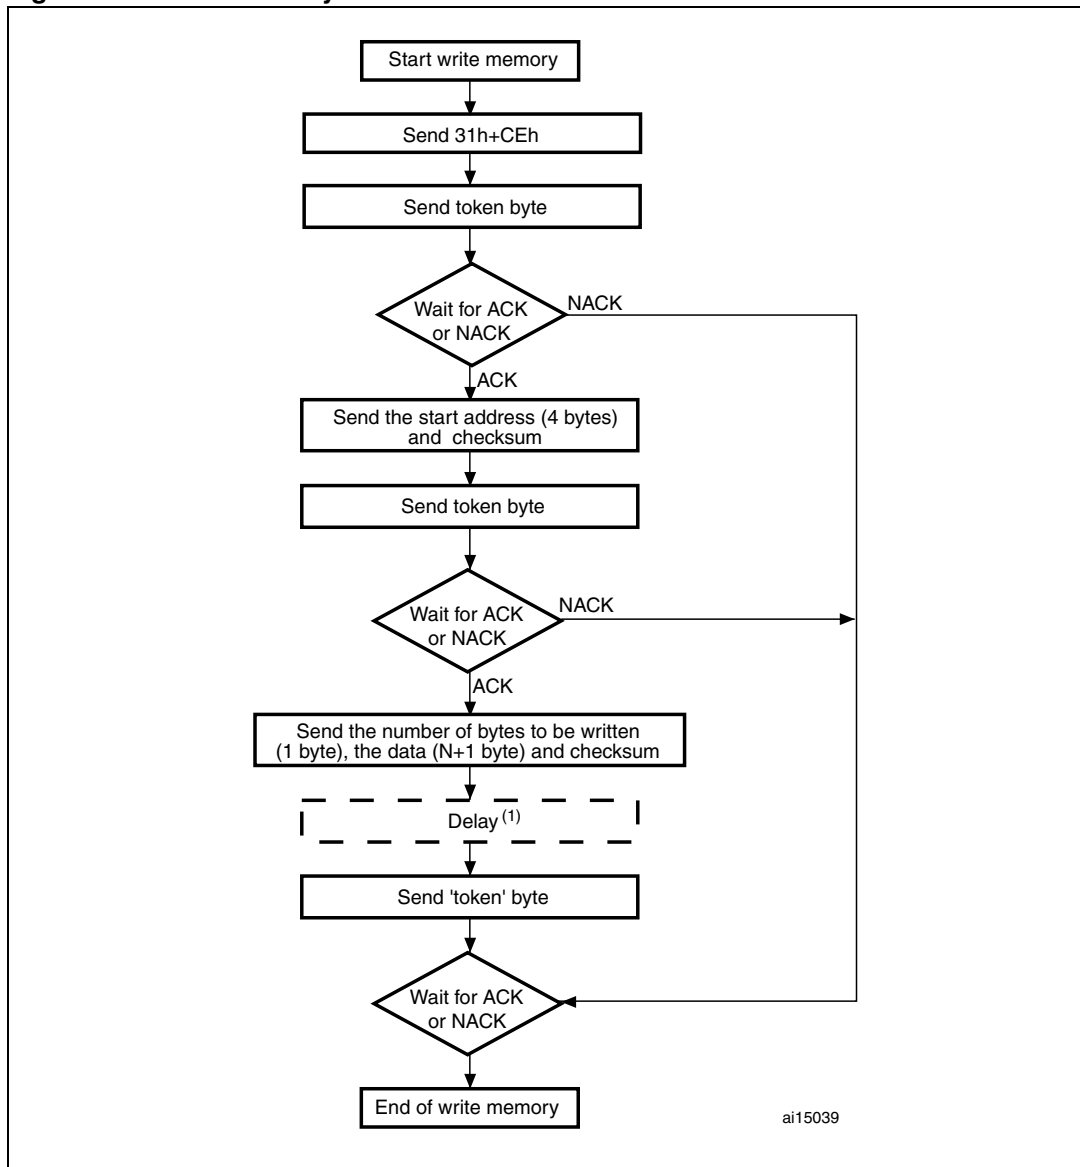 Start write memory
Send 31h+CEh
Send token byte
Wait for ACK
or NACK
NACK
ACK
Send the start address (4 bytes)
and checksum
Send token byte
Wait for ACK
or NACK
NACK
ACK
Send the number of bytes to be written
(1 byte), the data (N+1 byte) and checksum
Delay (1)
Send 'token' byte
Wait for ACK
or NACK
End of write memory
ai15039